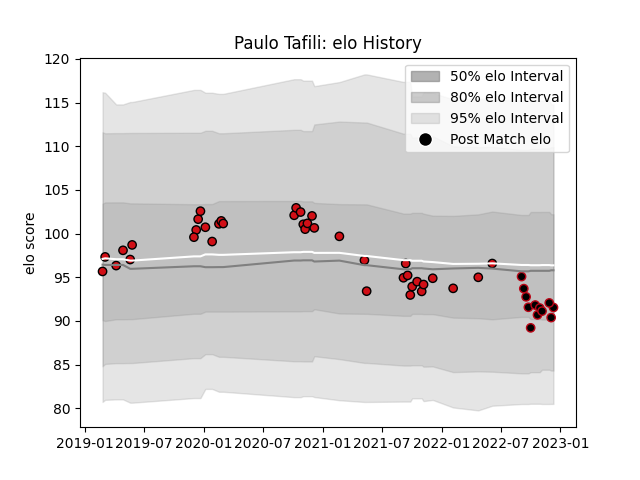 Paulo Tafili: elo History
120
115
110
105
100
95
90
85
80
elo score
50% elo Interval
80% elo Interval
95% elo Interval
Post Match elo
2019-01 2019-07 2020-01 2020-07 2021-01 2021-07 2022-01 2022-07 2023-01